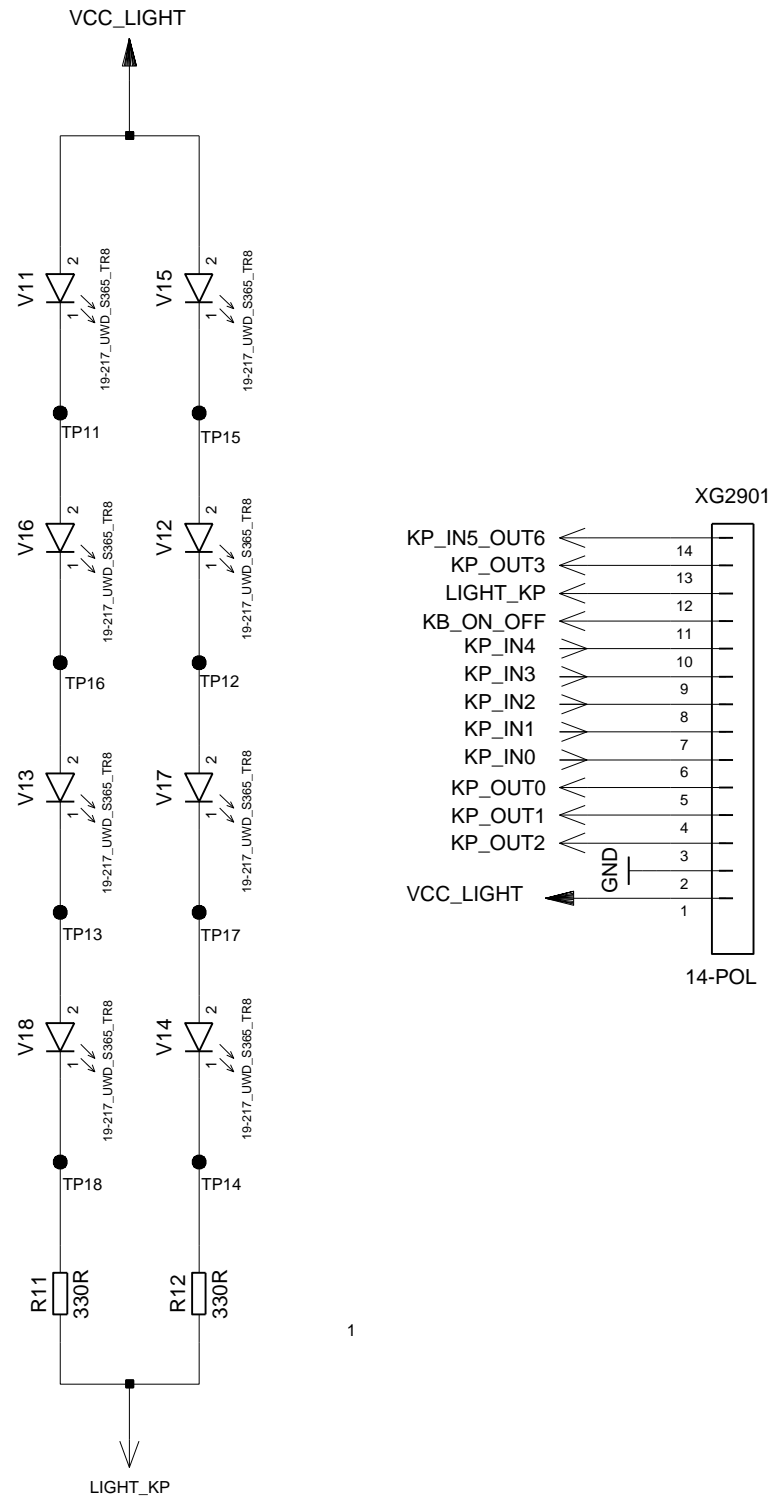 VCC_LIGHT
V11
2
1
19-217_UWD_S365_TR8
V15
2
1
19-217_UWD_S365_TR8
TP11
TP15
V16
2
1
19-217_UWD_S365_TR8
V12
2
1
19-217_UWD_S365_TR8
TP16
TP12
V13
2
1
19-217_UWD_S365_TR8
V17
2
1
19-217_UWD_S365_TR8
TP13
TP17
V18
2
1
19-217_UWD_S365_TR8
V14
2
1
19-217_UWD_S365_TR8
TP18
TP14
R11
330R
R12
330R
LIGHT_KP
1
XG2901
KP_IN5_OUT6
14
KP_OUT3
13
LIGHT_KP
12
KB_ON_OFF
11
KP_IN4
10
KP_IN3
9
KP_IN2
8
KP_IN1
7
KP_IN0
6
KP_OUT0
5
KP_OUT1
4
KP_OUT2
3
GND
2
VCC_LIGHT
1
14-POL